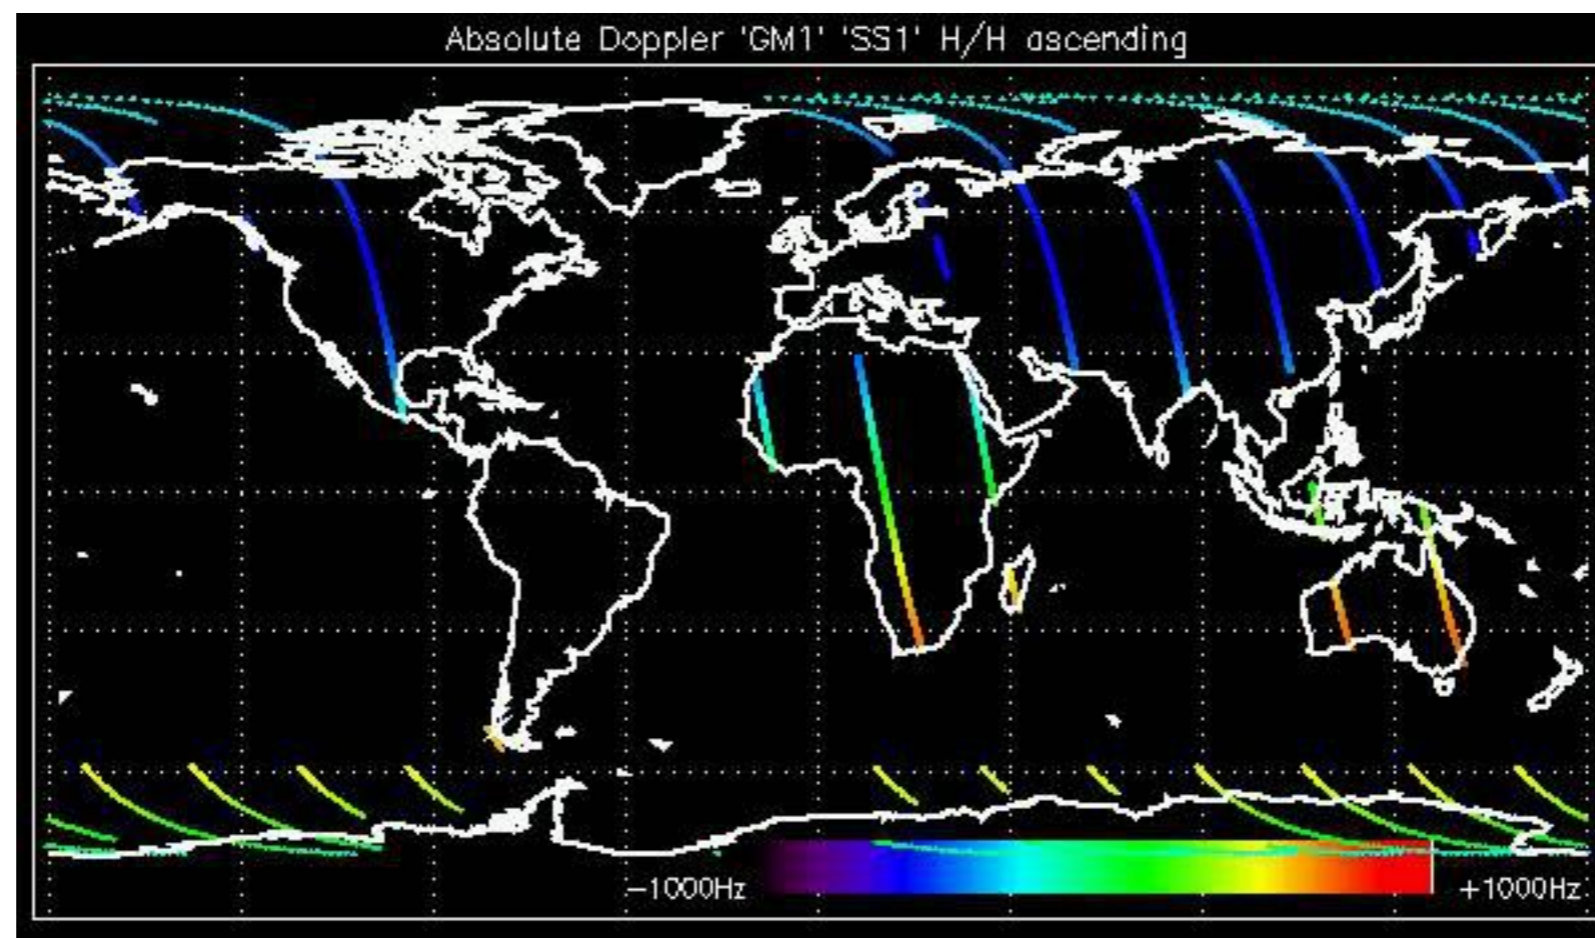 Absolute Doppler 'GM1' 'SS1' H/H ascending
-1000Hz
+1000Hz